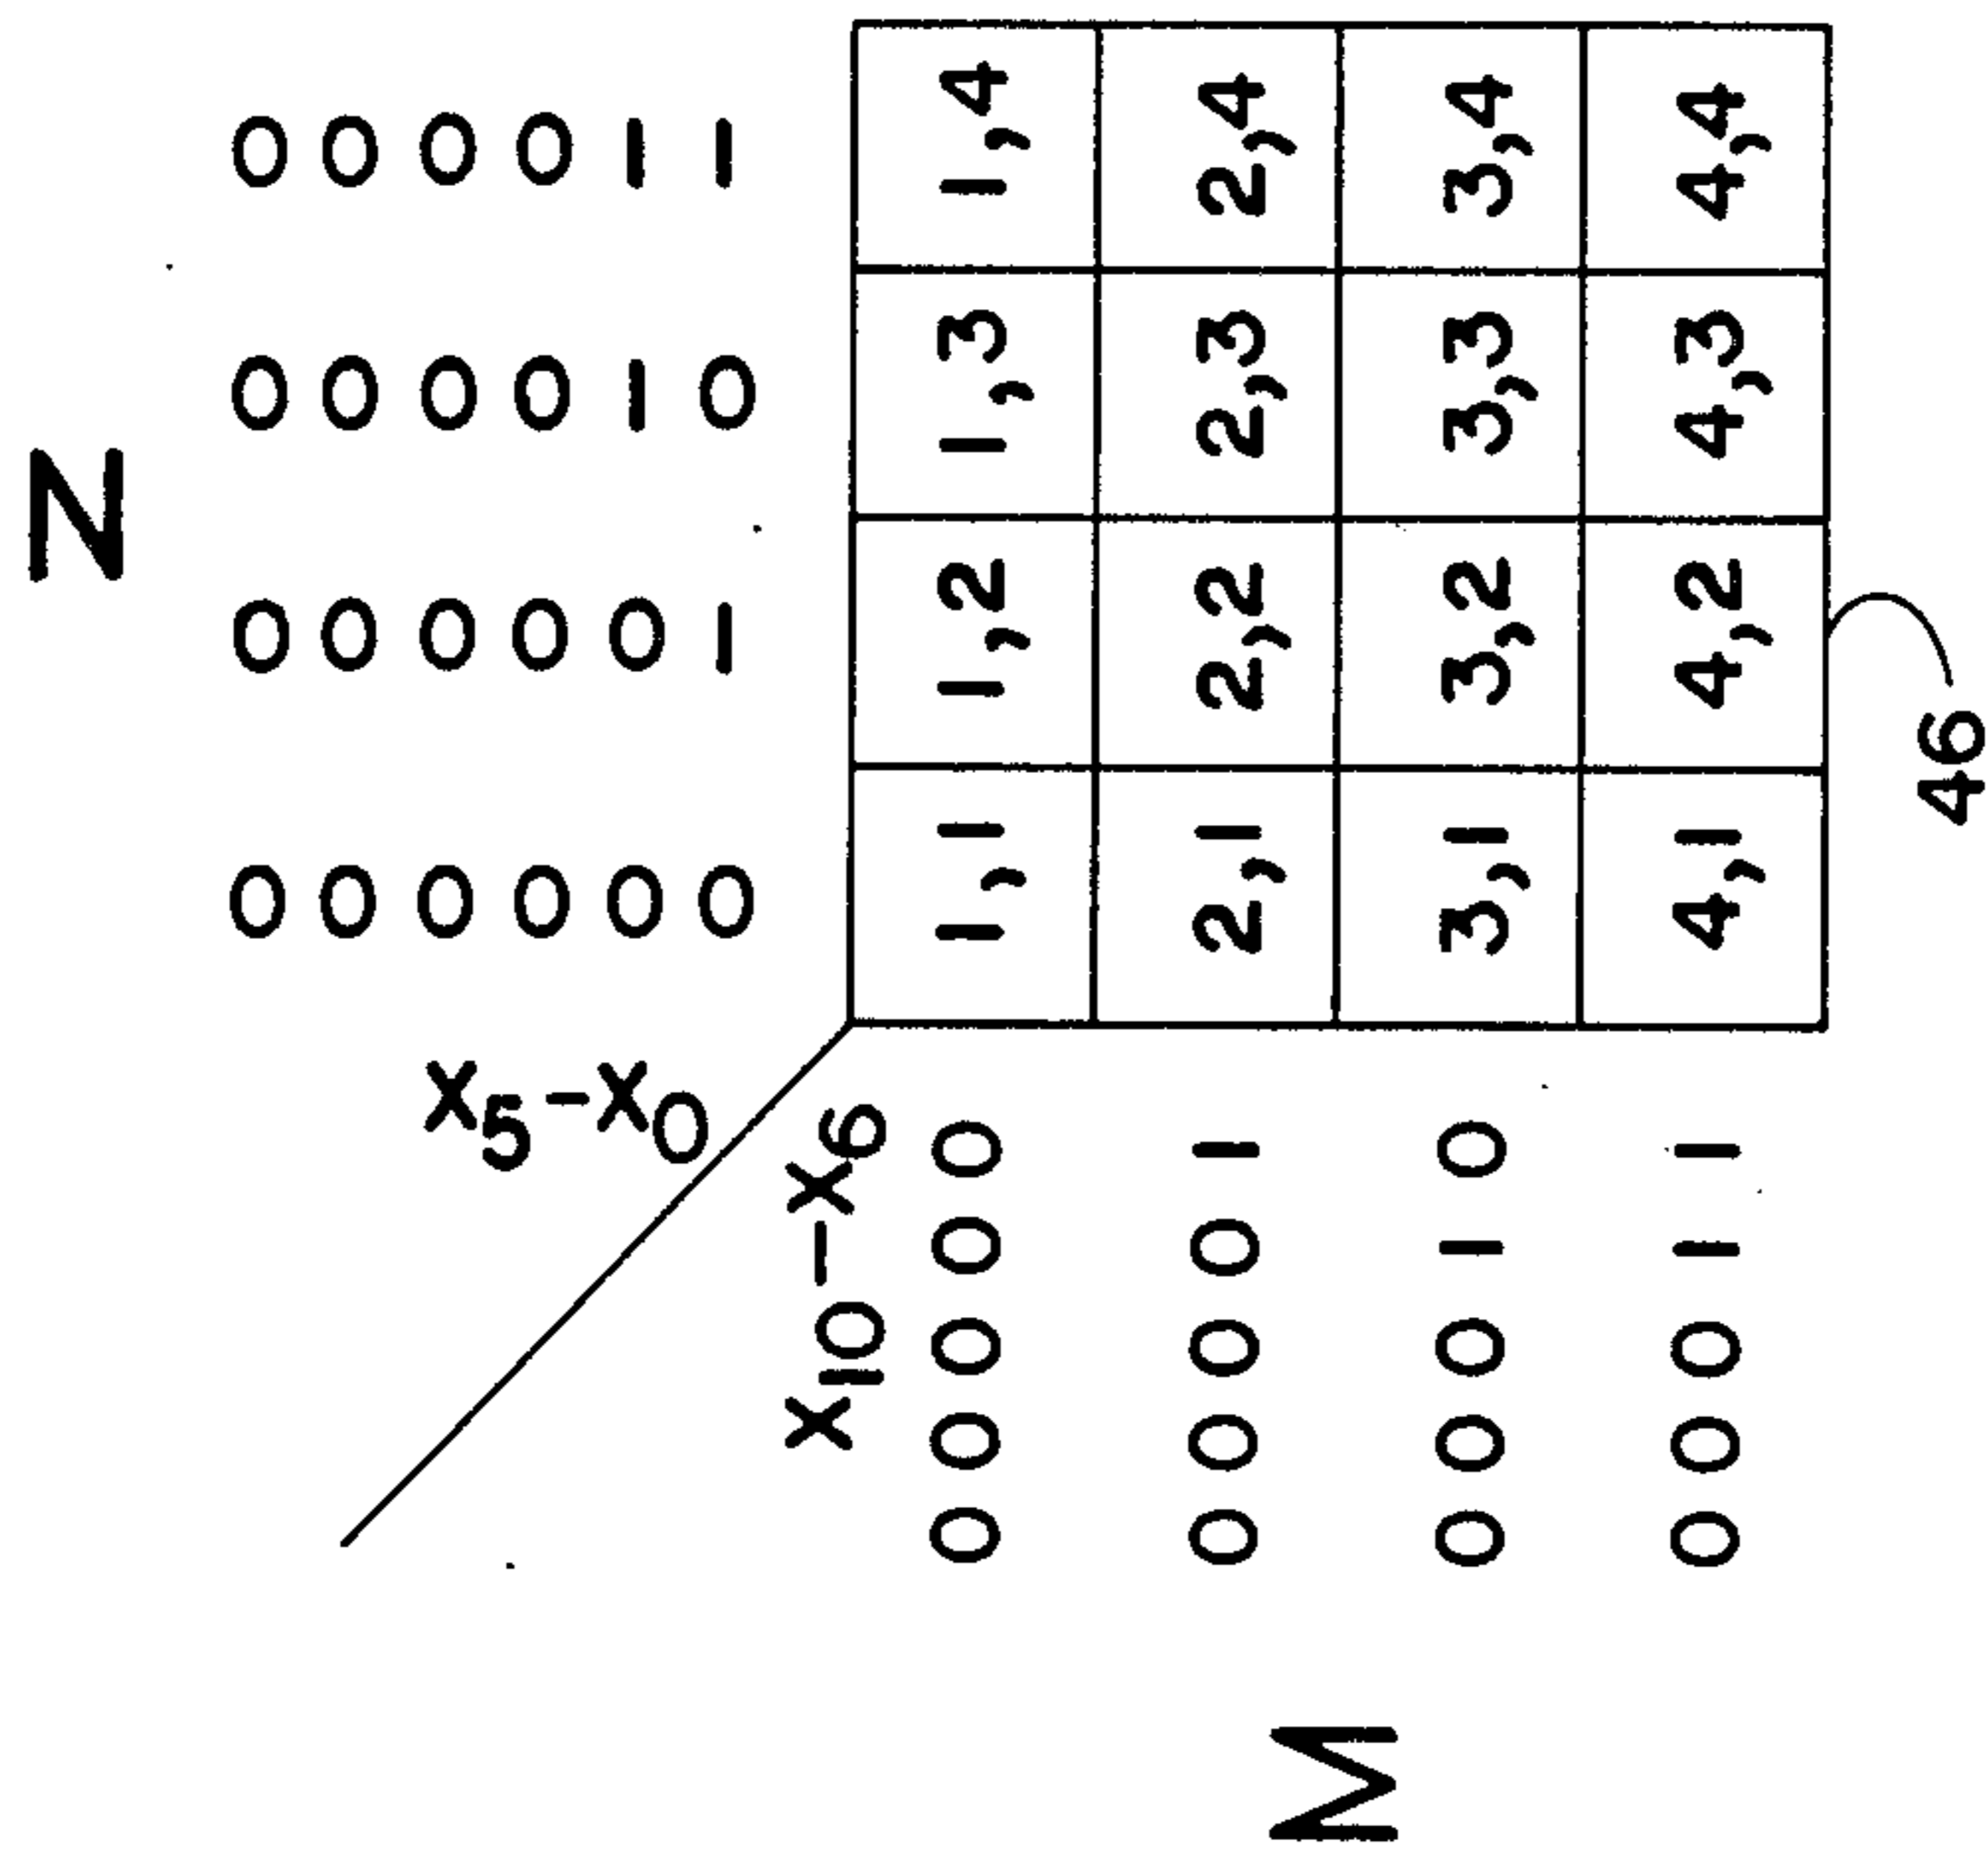 N
000000
000001
000010
000011
X5-X0
X10-X6
M
00000 1,1 1,2 1,3 1,4
00001 2,1 2,2 2,3 2,4
00010 3,1 3,2 3,3 3,4
00011 4,1 4,2 4,3 4,4
46